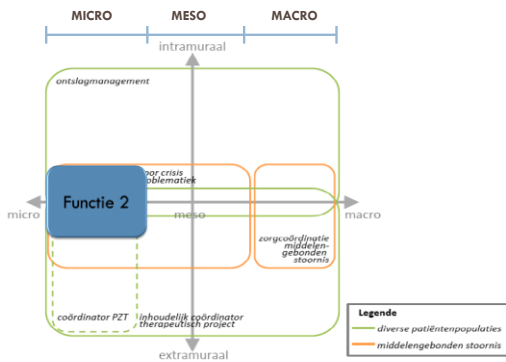 MICRO MESO MACRO
intramuraal
ontslagmanagement
oor crisis
oblematiek
Functie 2
micro meso macro
zorgcoördinatie
middelen-
gebonden
stoornis
coördinator PZT
inhoudelijk coördinator
therapeutisch project
extramuraal
Legende
diverse patiëntenpopulaties
middelengebonden stoornis